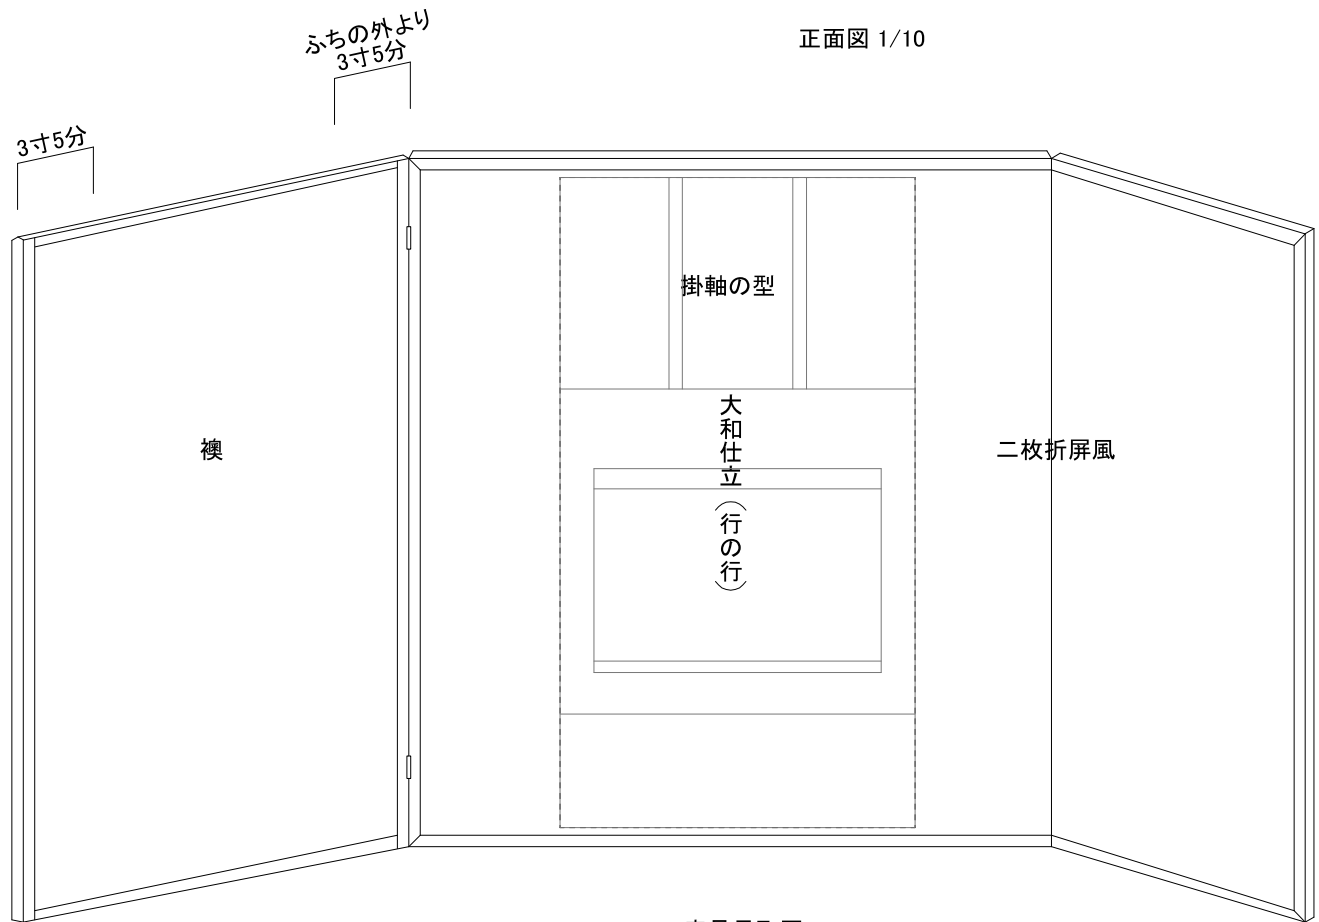 ふちの外より
3寸5分
正面図 1/10
3寸5分
掛軸の型
大和仕立(行の行)
襖
二枚折屏風